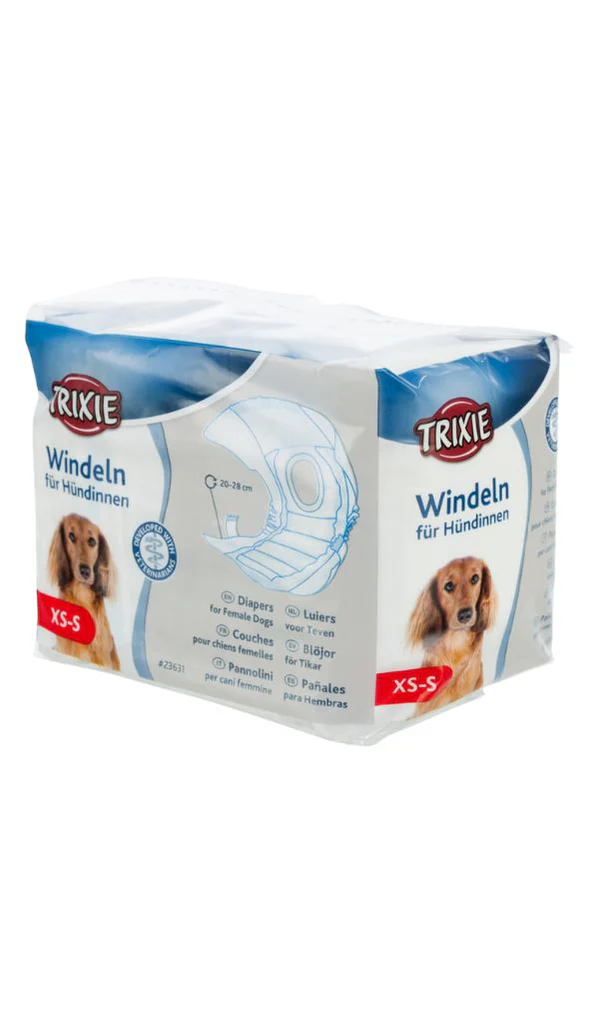 TRIXIE
Windeln
für Hündinnen
DEVELOPED WITH VETERINARIANS
XS-S
20-28 cm
EN Diapers
for Female Dogs
FR Couches
pour chiens femelles
IT Pannolini
per cani femmine
NL Luiers
voor Teven
SV Blöjor
för Tikar
ES Pañales
para Hembras
#23631
TRIXIE
Windeln
für Hündinnen
XS-S